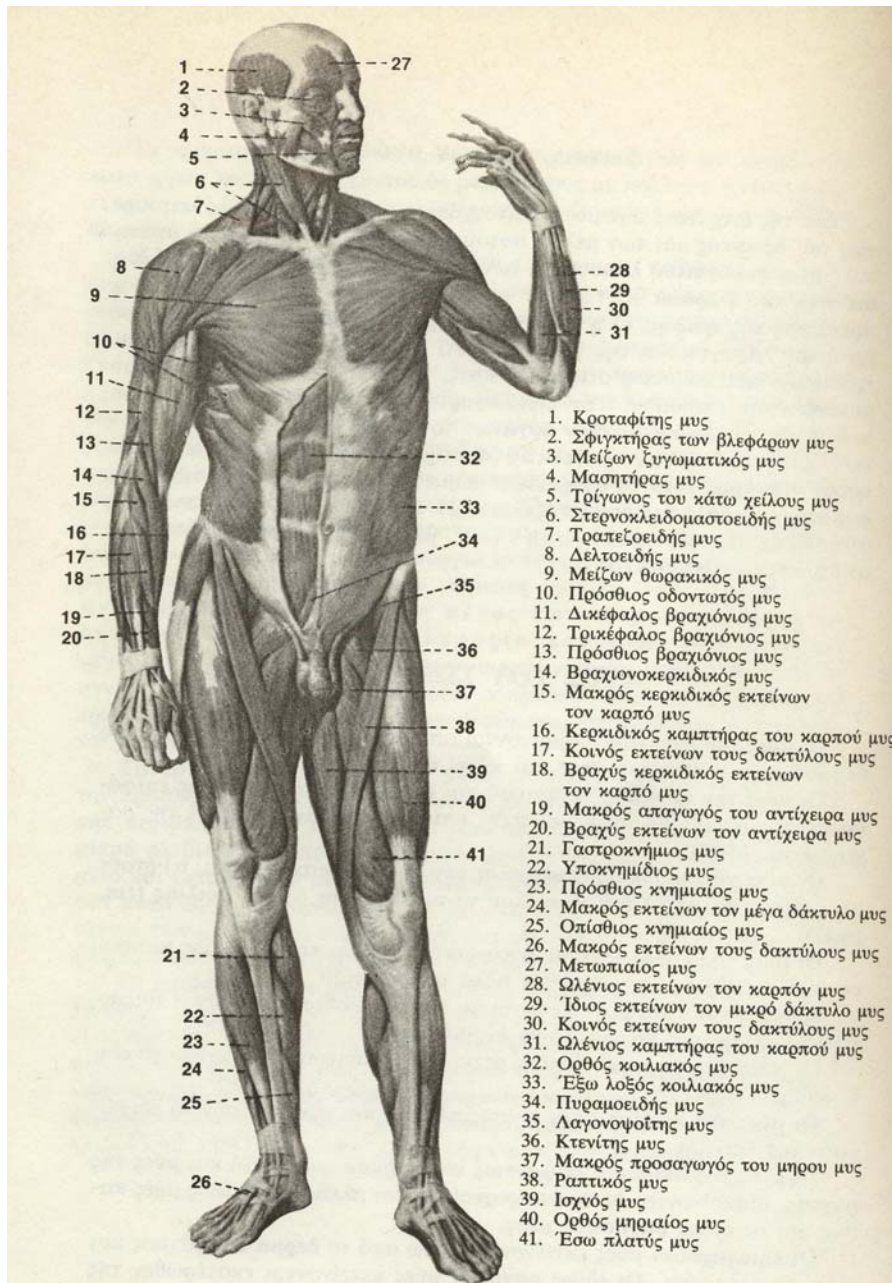 1
2
3
4
5
6
7
8
9
10
11
12
13
14
15
16
17
18
19
20
21
22
23
24
25
26
27
28
29
30
31
32
33
34
35
36
37
38
39
40
41
1. Κροταφίτης μυς
2. Σφιγκτήρας των βλεφάρων μυς
3. Μείζων ζυγωματικός μυς
4. Μασητήρας μυς
5. Τρίγωνος του κάτω χείλους μυς
6. Στερνοκλειδομαστοειδής μυς
7. Τραπεζοειδής μυς
8. Δελτοειδής μυς
9. Μείζων θωρακικός μυς
10. Πρόσθιος οδοντωτός μυς
11. Δικέφαλος βραχιόνιος μυς
12. Τρικέφαλος βραχιόνιος μυς
13. Πρόσθιος βραχιόνιος μυς
14. Βραχιονοκερκιδικός μυς
15. Μακρός κερκιδικός εκτείνων
τον καρπό μυς
16. Κερκιδικός καμπτήρας του καρπού μυς
17. Κοινός εκτείνων τους δακτύλους μυς
18. Βραχύς κερκιδικός εκτείνων
τον καρπό μυς
19. Μακρός απαγωγός του αντίχειρα μυς
20. Βραχύς εκτείνων τον αντίχειρα μυς
21. Γαστροκνήμιος μυς
22. Υποκνημίδιος μυς
23. Πρόσθιος κνημιαίος μυς
24. Μακρός εκτείνων τον μέγα δάκτυλο μυς
25. Οπίσθιος κνημιαίος μυς
26. Μακρός εκτείνων τους δακτύλους μυς
27. Μετωπιαίος μυς
28. Ωλένιος εκτείνων τον καρπόν μυς
29. Ίδιος εκτείνων τον μικρό δάκτυλο μυς
30. Κοινός εκτείνων τους δακτύλους μυς
31. Ωλένιος καμπτήρας του καρπού μυς
32. Ορθός κοιλιακός μυς
33. Έξω λοξός κοιλιακός μυς
34. Πυραμοειδής μυς
35. Λαγονοψοΐτης μυς
36. Κτενίτης μυς
37. Μακρός προσαγωγός του μηρου μυς
38. Ραπτικός μυς
39. Ισχνός μυς
40. Ορθός μηριαίος μυς
41. Έσω πλατύς μυς